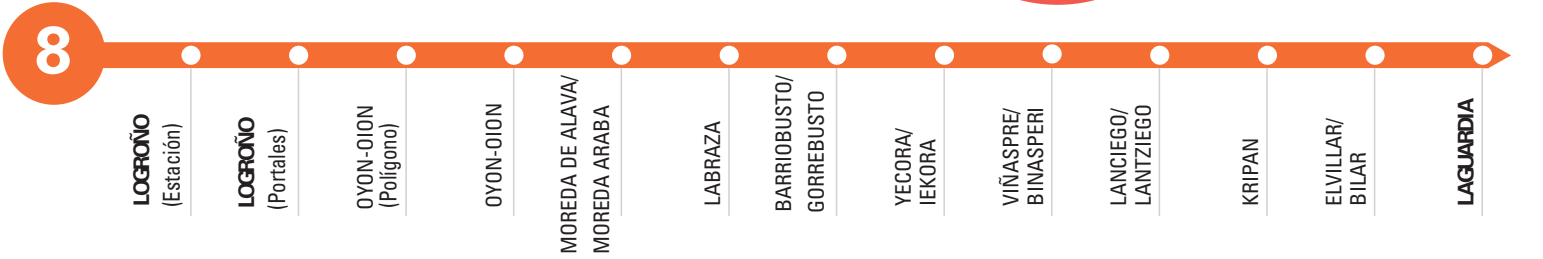 8
LOGROÑO
(Estación)
LOGROÑO
(Portales)
OYON-OION
(Polígono)
OYON-OION
MOREDA DE ALAVA/
MOREDA ARABA
LABRAZA
BARRIOBUSTO/
GORREBUSTO
YECORA/
IEKORA
VIÑASPRE/
BINASPERI
LANCIEGO/
LANTZIEGO
KRIPAN
ELVILLAR/
BILAR
LAGUARDIA